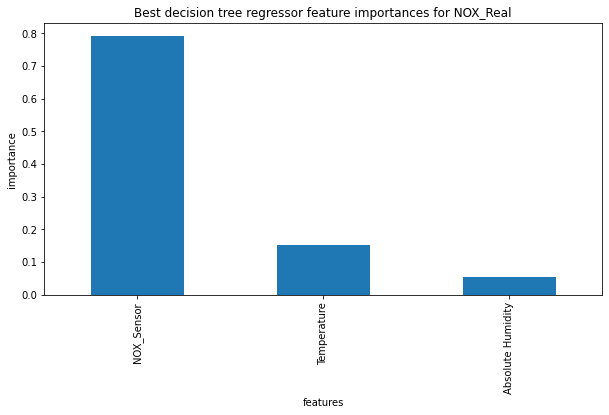 Best decision tree regressor feature importances for NOX_Real
importance
0.8
0.7
0.6
0.5
0.4
0.3
0.2
0.1
0.0
NOX_Sensor
Temperature
Absolute Humidity
features